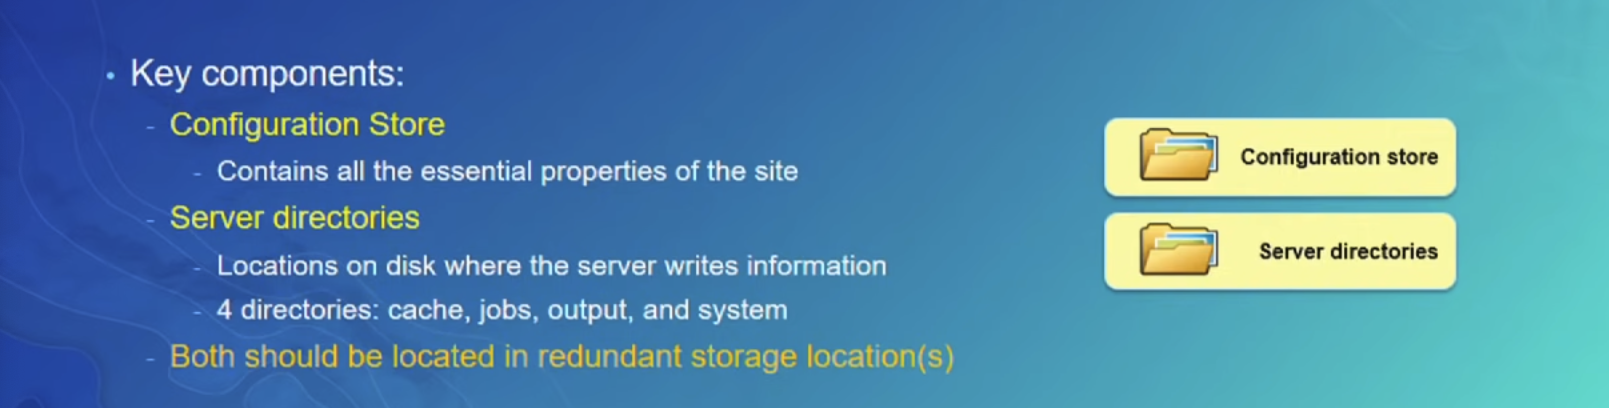 • Key components:
- Configuration Store
- Contains all the essential properties of the site
- Server directories
- Locations on disk where the server writes information
- 4 directories: cache, jobs, output, and system
- Both should be located in redundant storage location(s)
Configuration store
Server directories